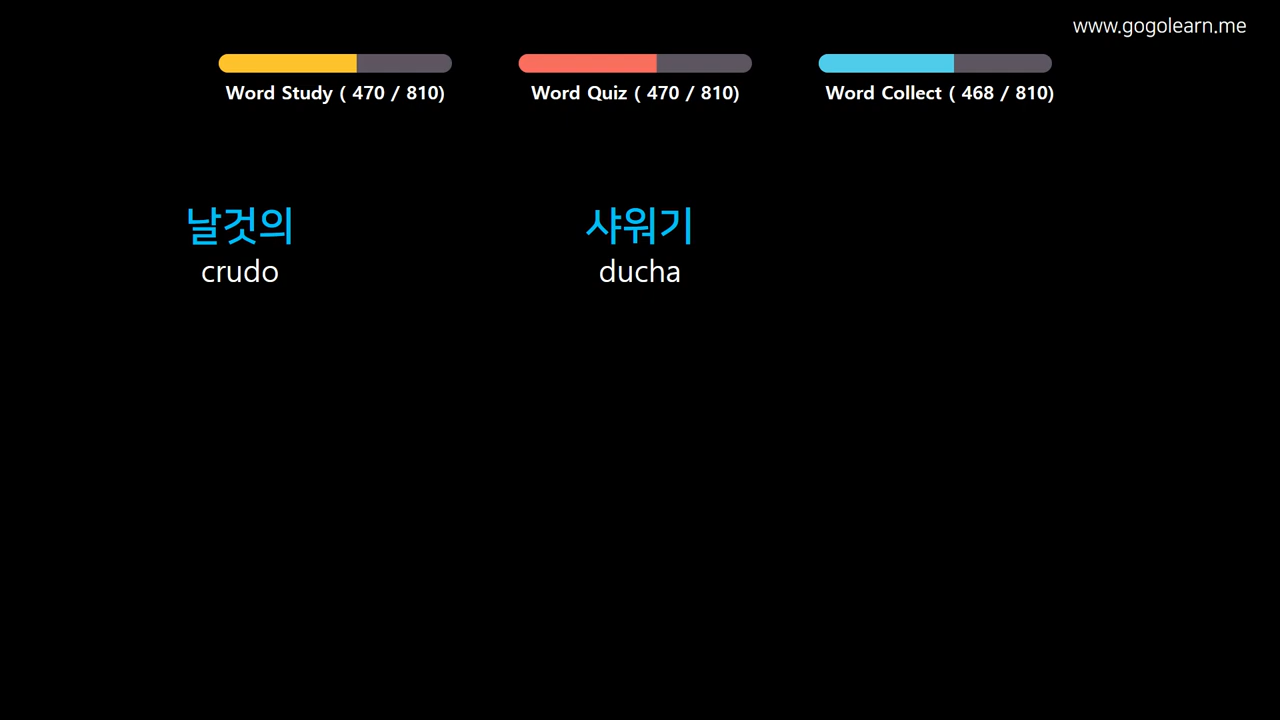 www.gogolearn.me
Word Study ( 470 / 810)
Word Quiz ( 470 / 810)
Word Collect ( 468 / 810)
날것의
crudo
샤워기
ducha